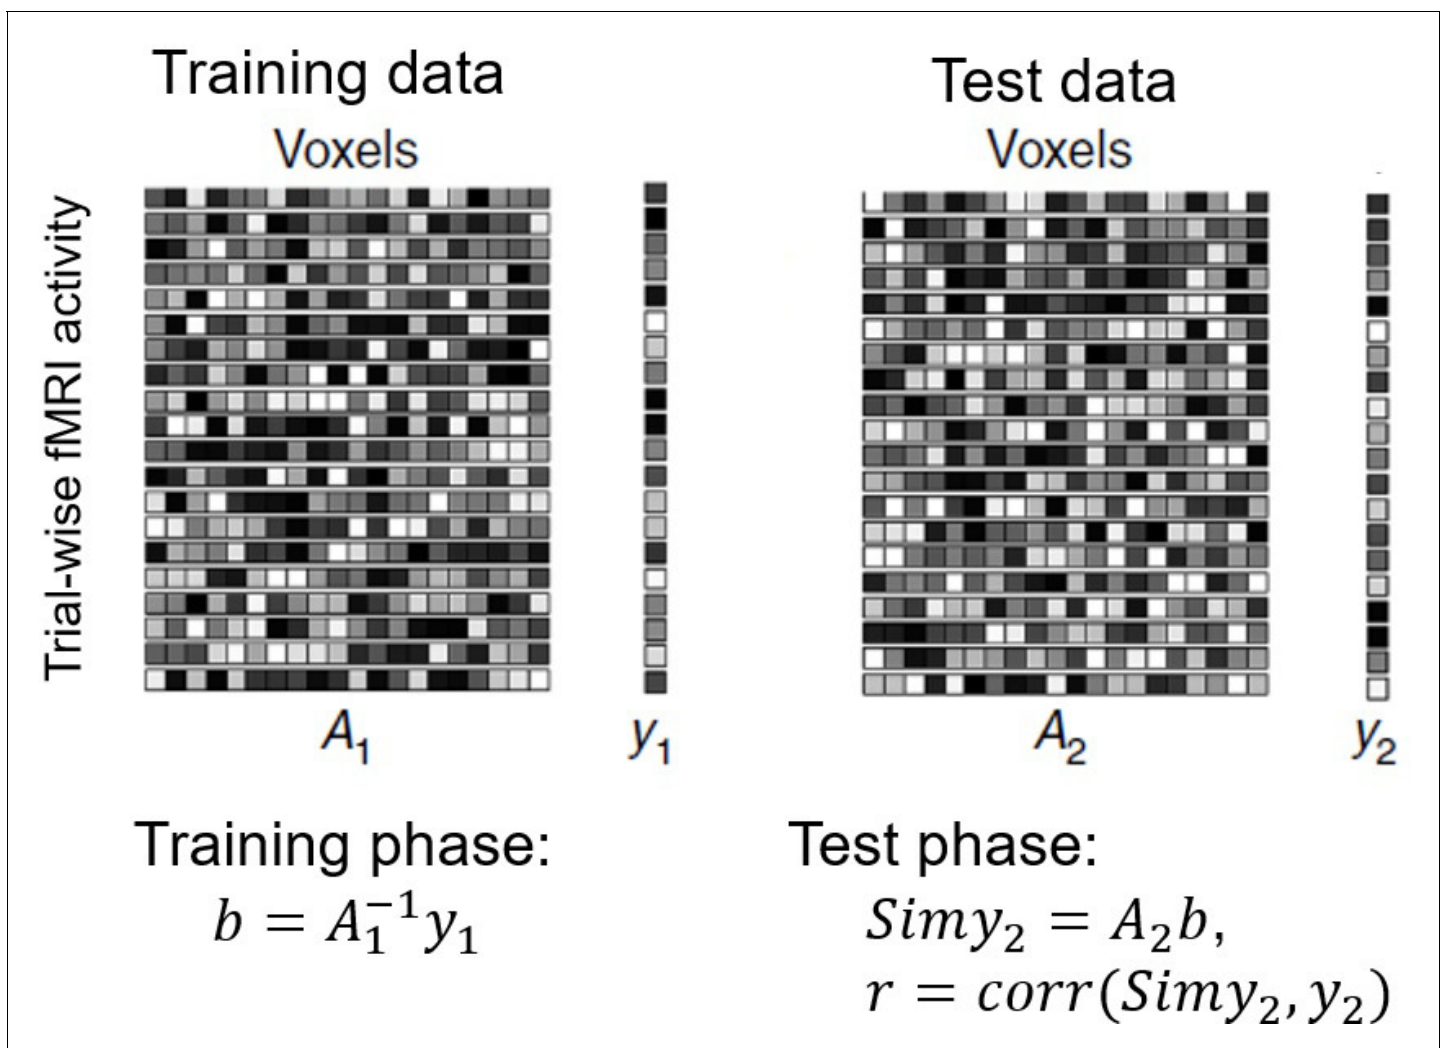 Training data
Voxels
Trial-wise fMRI activity
A₁
y₁
Training phase:
b = A₁⁻¹y₁
Test data
Voxels
A₂
y₂
Test phase:
Simy₂ = A₂b,
r = corr(Simy₂, y₂)